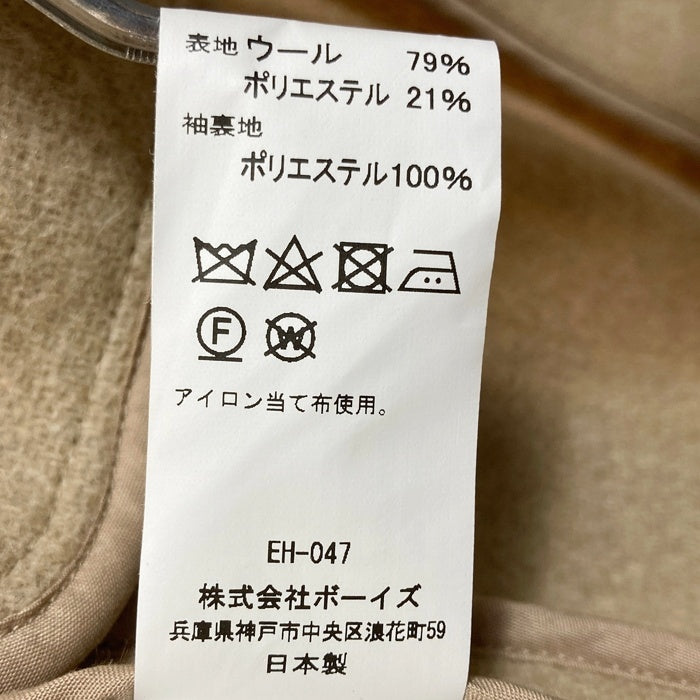 表地 ウール 79%
ポリエステル 21%
袖裏地
ポリエステル100%
F W
アイロン当て布使用。
EH-047
株式会社ボーイズ
兵庫県神戸市中央区浪花町59
日本製